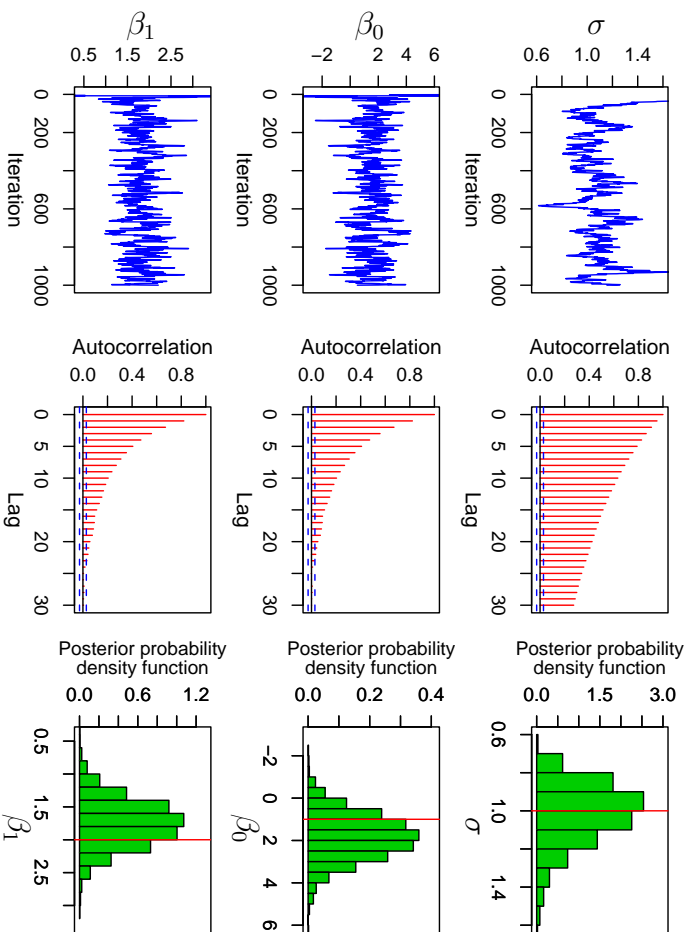 σ
0.6 1.0 1.4
0 200 600 1000
Iteration
Autocorrelation
0.0 0.4 0.8
0 5 10 20 30
Lag
Posterior probability
density function
0.0 1.5 3.0
0.6 1.0 1.4
σ
β₀
−2 2 4 6
0 200 600 1000
Iteration
Autocorrelation
0.0 0.4 0.8
0 5 10 20 30
Lag
Posterior probability
density function
0.0 0.2 0.4
−2 0 2 4 6
β₀
β₁
0.5 1.5 2.5
0 200 600 1000
Iteration
Autocorrelation
0.0 0.4 0.8
0 5 10 20 30
Lag
Posterior probability
density function
0.0 0.6 1.2
0.5 1.5 2.5
β₁